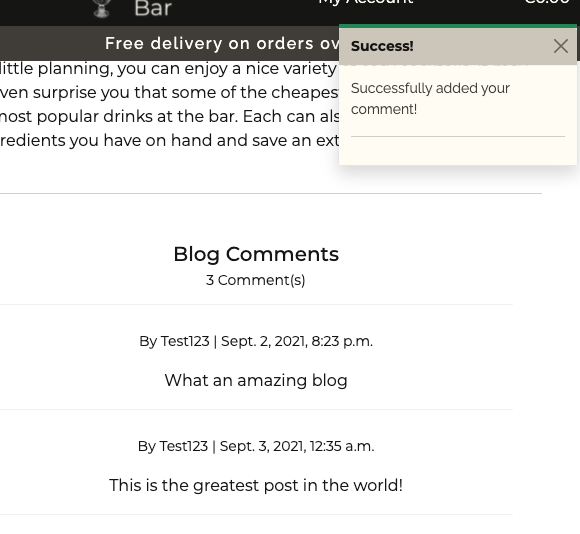 Bar
My Account
€0.00
Free delivery on orders ov
Success!
Successfully added your
comment!
little planning, you can enjoy a nice variety
ven surprise you that some of the cheapes
most popular drinks at the bar. Each can als
redients you have on hand and save an ext
Blog Comments
3 Comment(s)
By Test123 | Sept. 2, 2021, 8:23 p.m.
What an amazing blog
By Test123 | Sept. 3, 2021, 12:35 a.m.
This is the greatest post in the world!